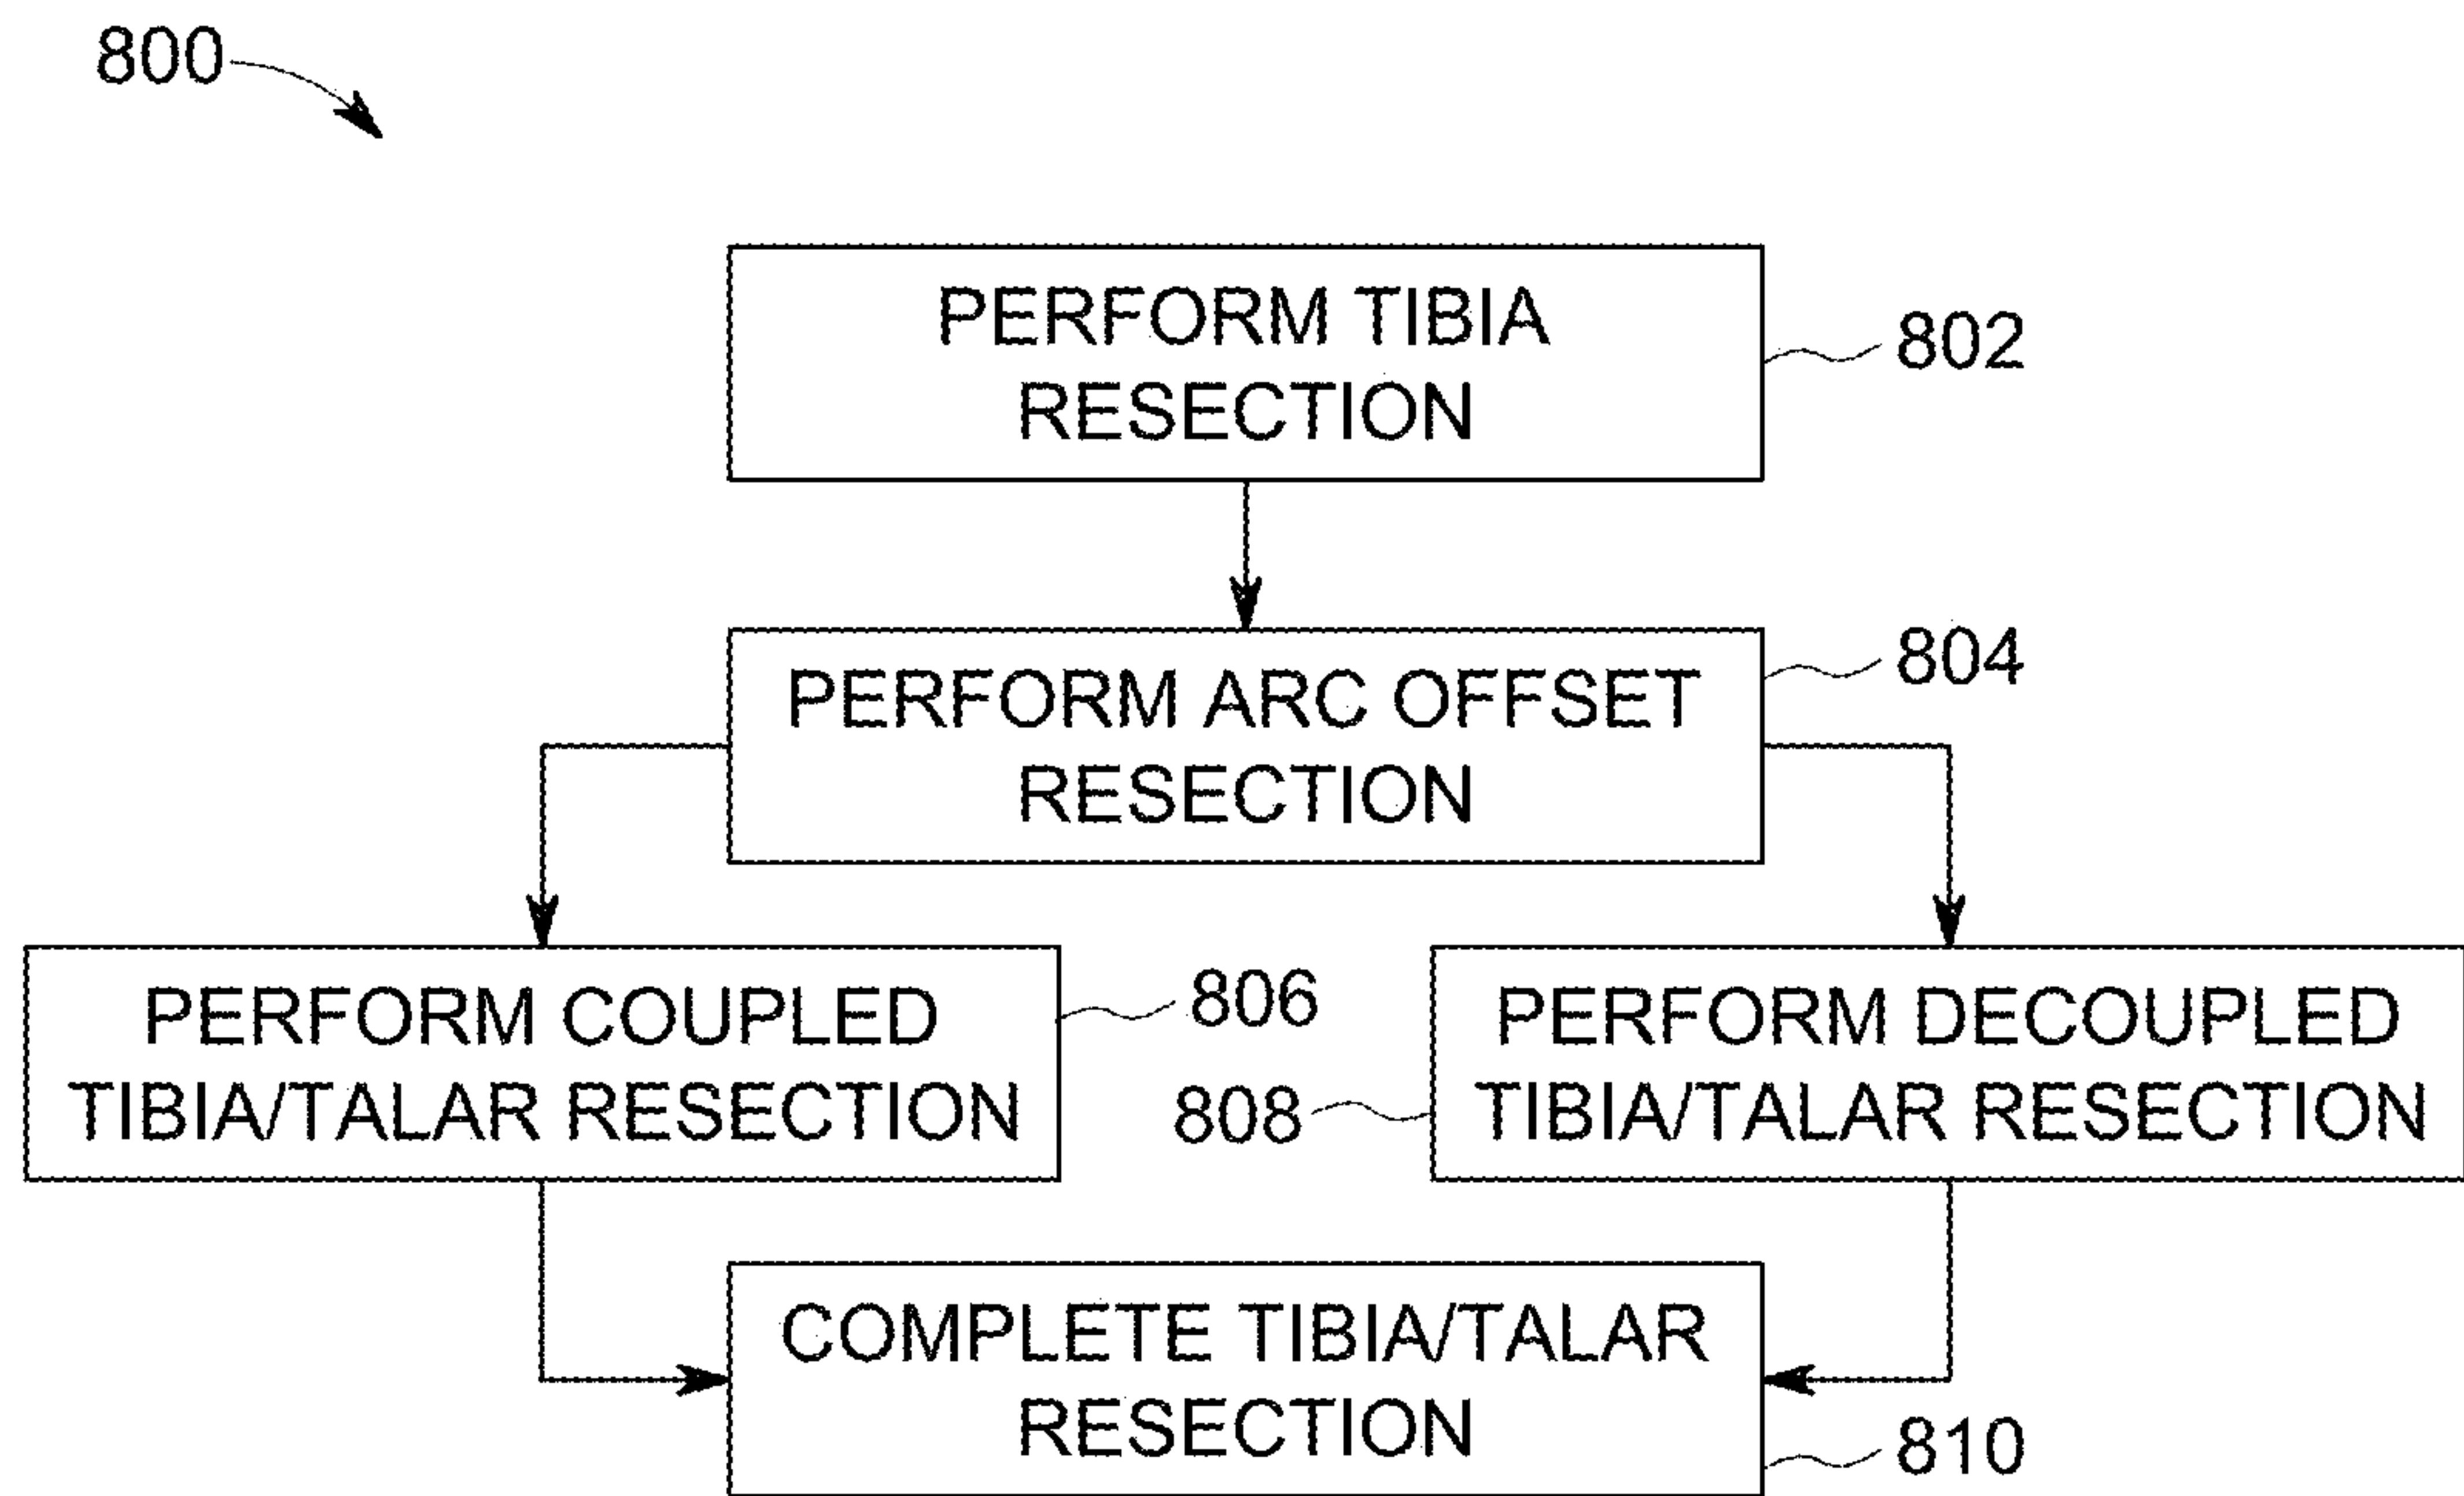 800
PERFORM TIBIA
RESECTION
802
PERFORM ARC OFFSET
RESECTION
804
PERFORM COUPLED
TIBIA/TALAR RESECTION
806
808
PERFORM DECOUPLED
TIBIA/TALAR RESECTION
COMPLETE TIBIA/TALAR
RESECTION
810